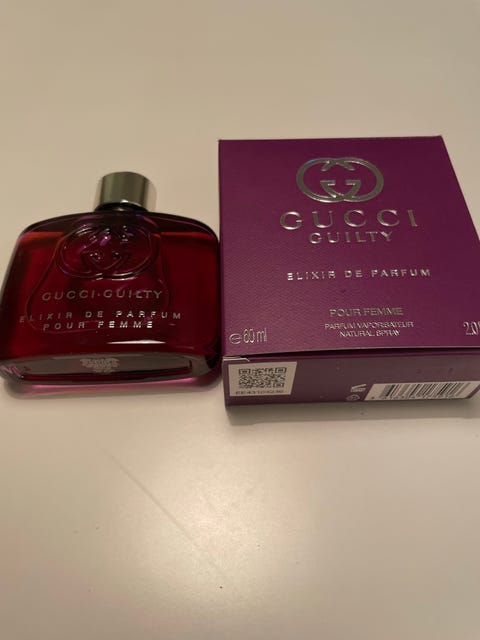 GUCCI GUILTY
ELIXIR DE PARFUM
POUR FEMME
GUCCI
GUILTY
ELIXIR DE PARFUM
POUR FEMME
PARFUM VAPORISATEUR
NATURAL SPRAY
e 60 ml